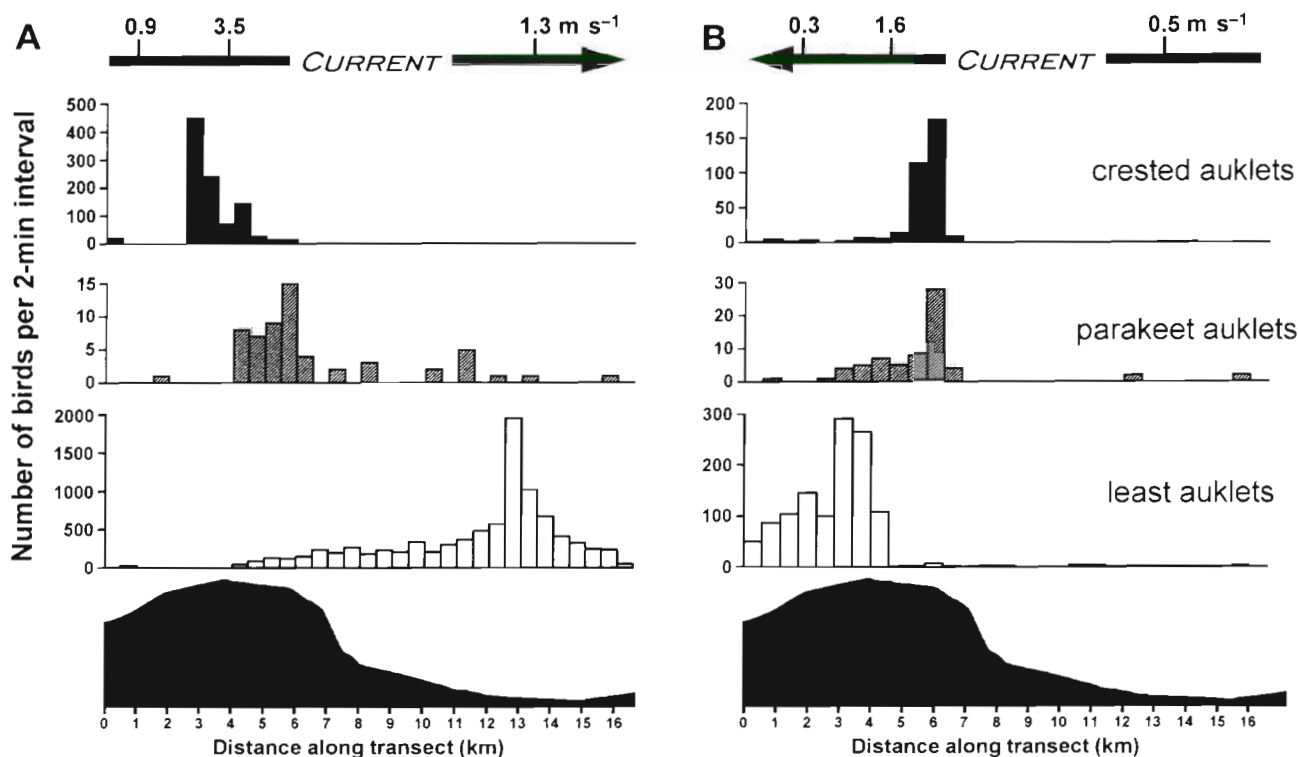 A
0.9 3.5 1.3 m s⁻¹
CURRENT
B
0.3 1.6 0.5 m s⁻¹
CURRENT
Number of birds per 2-min interval
500
400
300
200
100
0
200
150
100
50
0
crested auklets
15
10
5
0
30
20
10
0
parakeet auklets
2000
1500
1000
500
0
300
200
100
0
least auklets
0 1 2 3 4 5 6 7 8 9 10 11 12 13 14 15 16
Distance along transect (km)
0 1 2 3 4 5 6 7 8 9 10 11 12 13 14 15 16
Distance along transect (km)